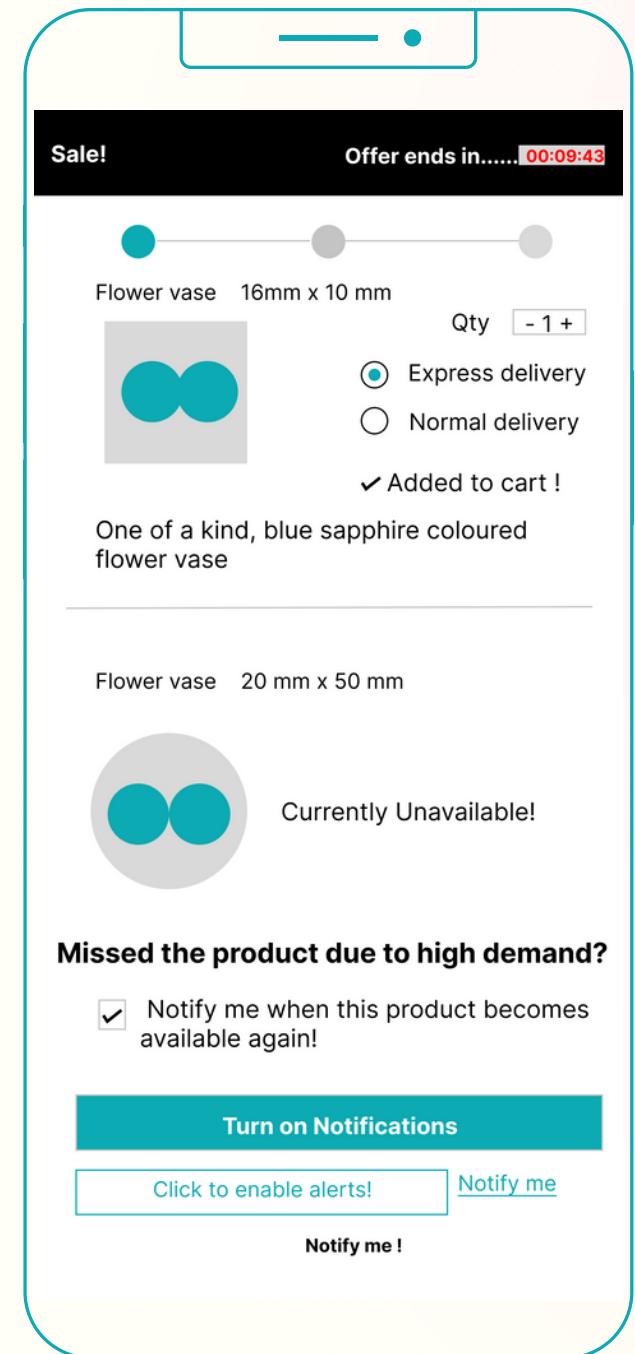 Sale!
Offer ends in...... 00:09:43
Flower vase 16mm x 10 mm
Qty - 1 +
Express delivery
Normal delivery
✓ Added to cart !
One of a kind, blue sapphire coloured
flower vase
Flower vase 20 mm x 50 mm
Currently Unavailable!
Missed the product due to high demand?
Notify me when this product becomes
available again!
Turn on Notifications
Click to enable alerts!
Notify me
Notify me !